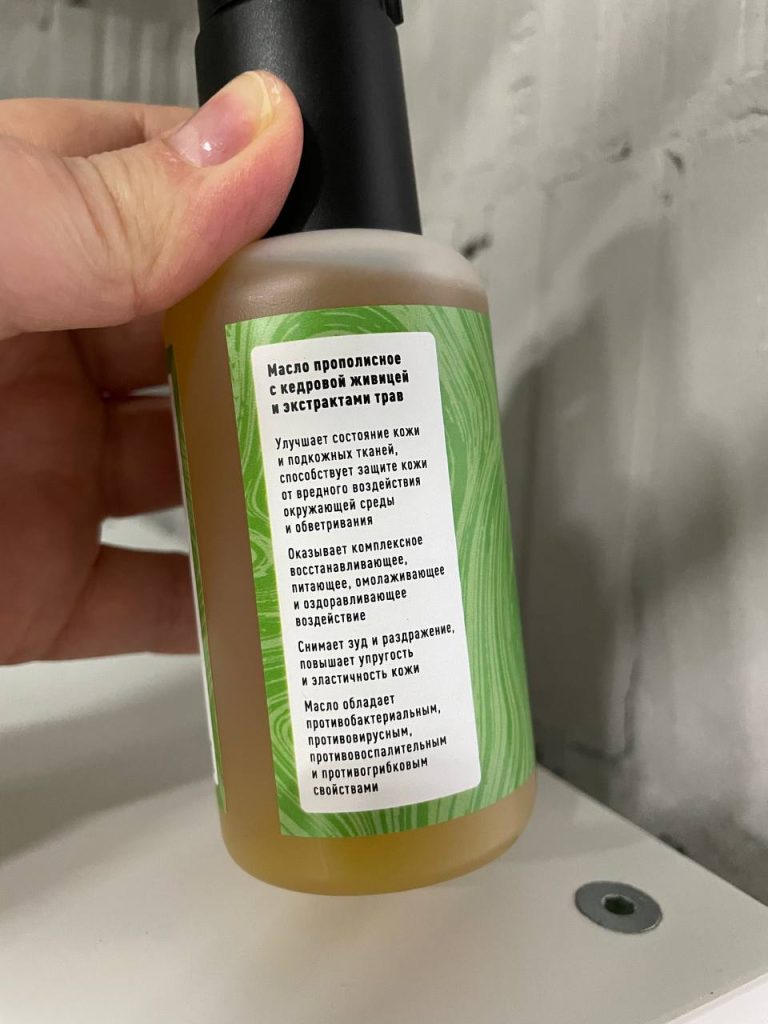 Масло прополисное
с кедровой живицей
и экстрактами трав
Улучшает состояние кожи
и подкожных тканей,
способствует защите кожи
от вредного воздействия
окружающей среды
и обветривания
Оказывает комплексное
восстанавливающее,
питающее, омолаживающее
и оздоравливающее
воздействие
Снимает зуд и раздражение,
повышает упругость
и эластичность кожи
Масло обладает
противобактериальным,
противовирусным,
противовоспалительным
и противогрибковым
свойствами